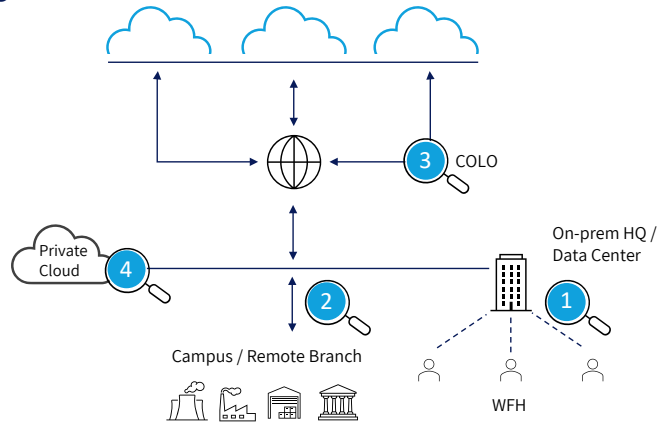 3
COLO
On-prem HQ /
Data Center
Private
Cloud
4
2
1
Campus / Remote Branch
WFH